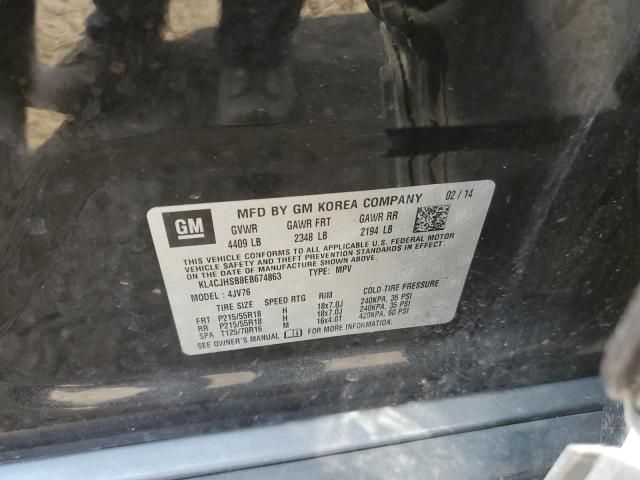 GM
MFD BY GM KOREA COMPANY 02 / 14
GVWR GAWR FRT GAWR RR
4409 LB 2348 LB 2194 LB
THIS VEHICLE CONFORMS TO ALL APPLICABLE U.S. FEDERAL MOTOR
VEHICLE SAFETY AND THEFT PREVENTION STANDARDS IN EFFECT
ON THE DATE OF MANUFACTURE SHOWN ABOVE.
KL4CJHSB8EB674863 TYPE: MPV
MODEL : 4JV76
TIRE SIZE SPEED RTG RIM COLD TIRE PRESSURE
FRT P215/55R18 H 18x7.0J 240KPA, 35 PSI
RR P215/55R18 H 18x7.0J 240KPA, 35 PSI
SPA T125/70R16 M 16x4.0T 420KPA, 60 PSI
SEE OWNER'S MANUAL FOR MORE INFORMATION.